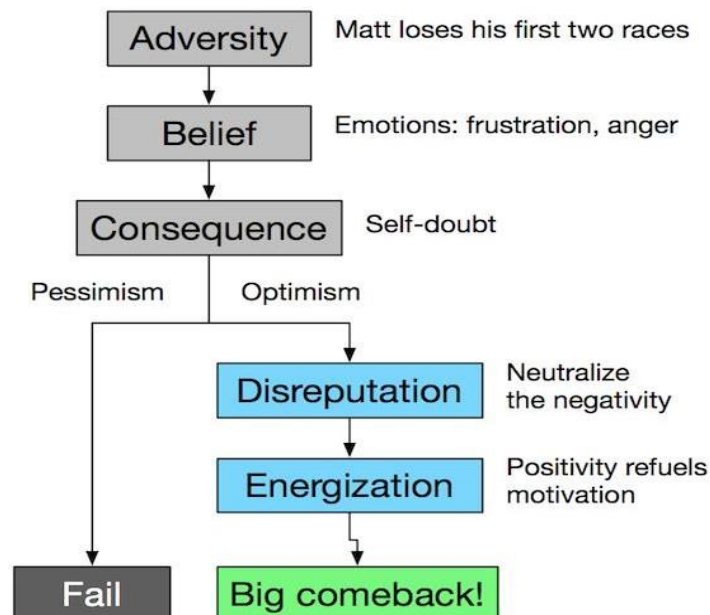 Adversity
Matt loses his first two races
Belief
Emotions: frustration, anger
Consequence
Self-doubt
Pessimism
Optimism
Disreputation
Neutralize
the negativity
Energization
Positivity refuels
motivation
Fail
Big comeback!